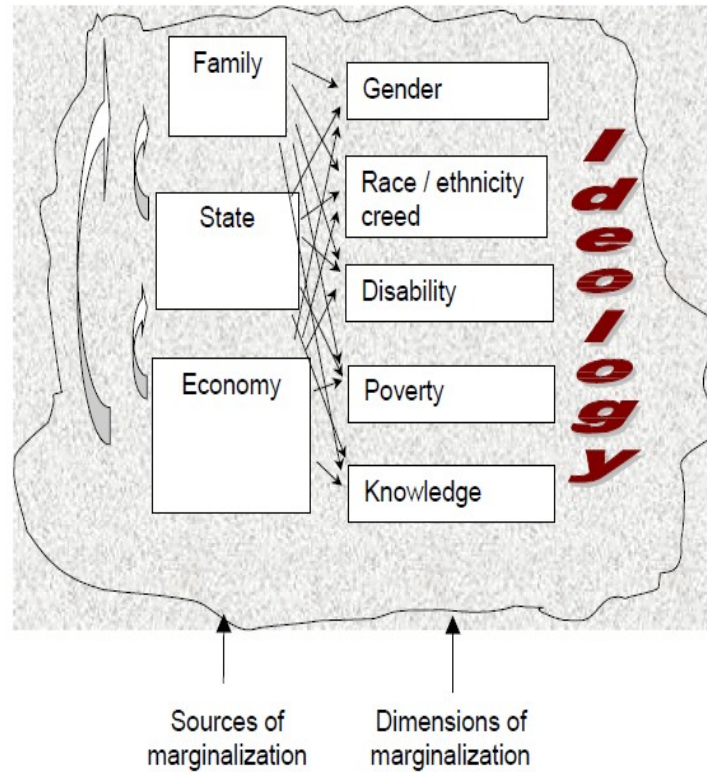 Family
Gender
Race / ethnicity
creed
State
Disability
Economy
Poverty
Knowledge
Ideology
Sources of
marginalization
Dimensions of
marginalization